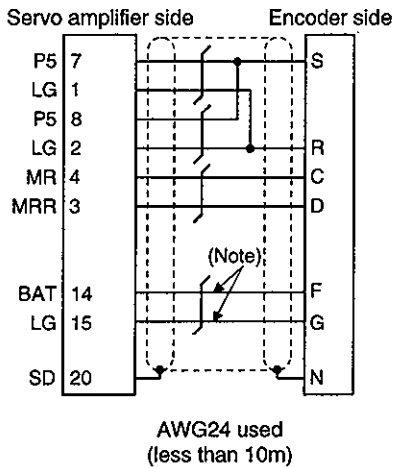 Servo amplifier side Encoder side
P5 7 S
LG 1
P5 8
LG 2 R
MR 4 C
MRR 3 D
(Note)
BAT 14 F
LG 15 G
SD 20 N
AWG24 used
(less than 10m)